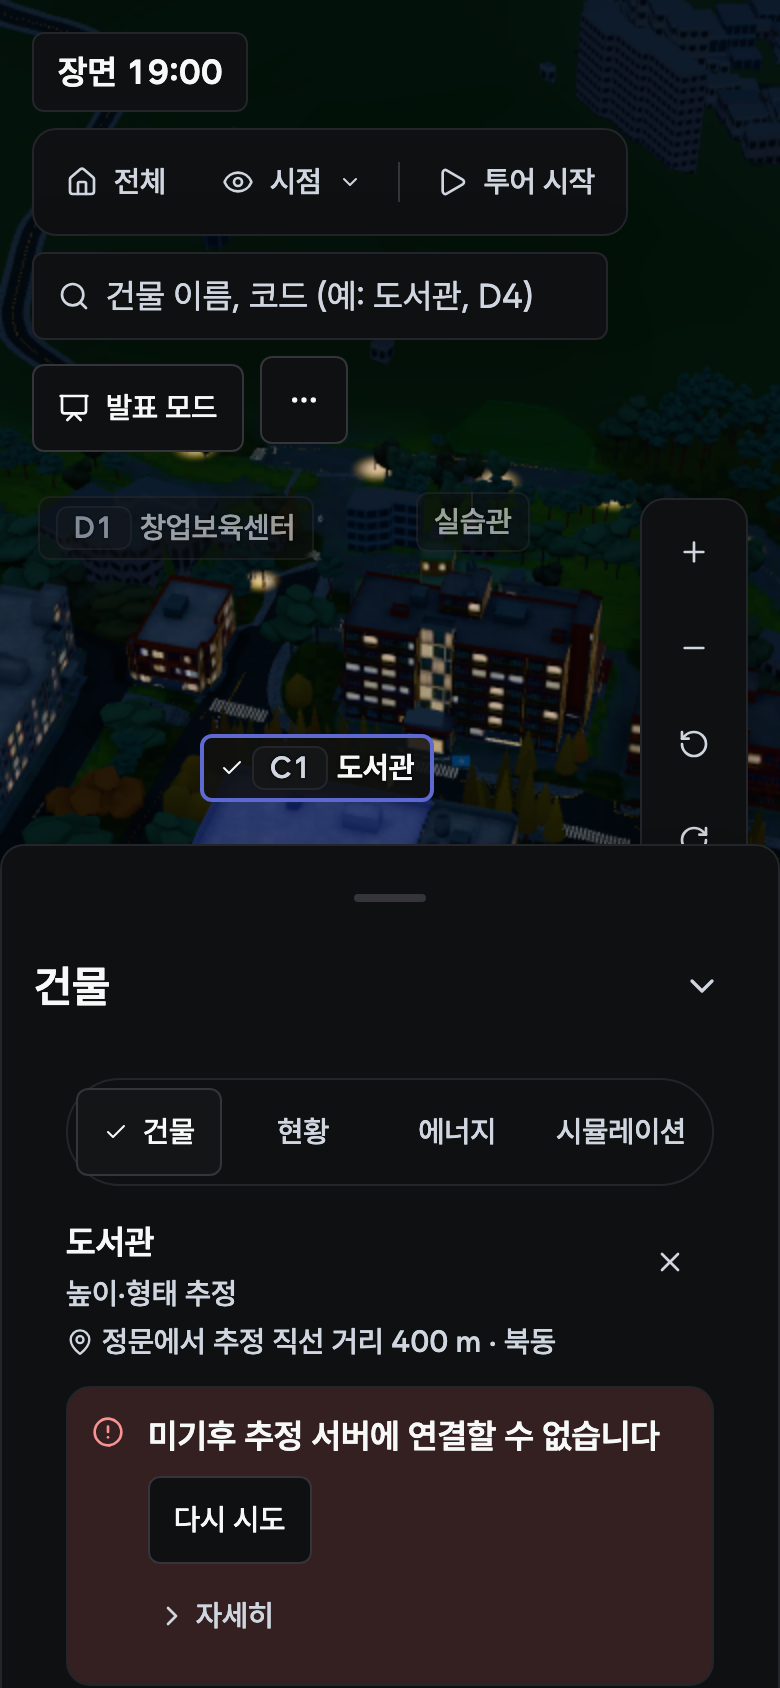 장면 19:00
전체 시점 투어 시작
건물 이름, 코드 (예: 도서관, D4)
발표 모드 ···
D1 창업보육센터 실습관
C1 도서관
건물
건물 현황 에너지 시뮬레이션
도서관
높이·형태 추정
정문에서 추정 직선 거리 400 m · 북동
미기후 추정 서버에 연결할 수 없습니다
다시 시도
자세히